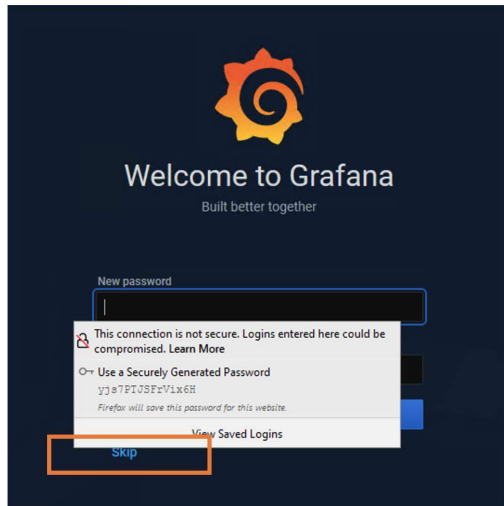 Welcome to Grafana
Built better together
New password
This connection is not secure. Logins entered here could be
compromised. Learn More
Use a Securely Generated Password
yjs7PTJSFrVix6H
Firefox will save this password for this website.
View Saved Logins
Skip